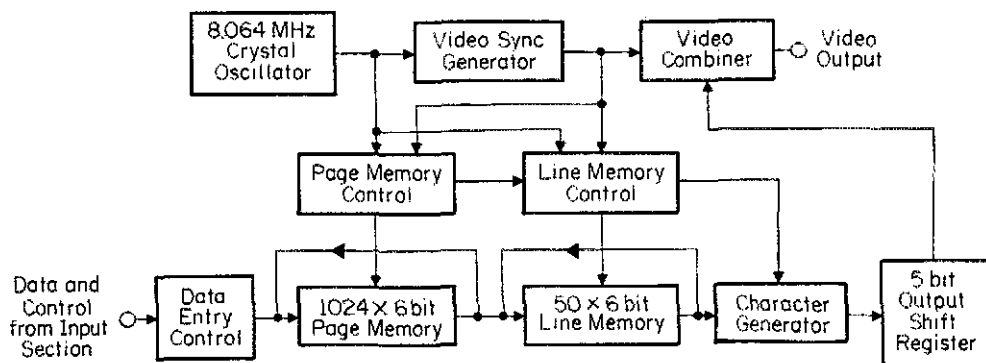 8.064 MHz
Crystal
Oscillator
Video Sync
Generator
Video
Combiner
Video
Output
Page Memory
Control
Line Memory
Control
Data and
Control
from Input
Section
Data
Entry
Control
1024 × 6 bit
Page Memory
50 × 6 bit
Line Memory
Character
Generator
5 bit
Output
Shift
Register